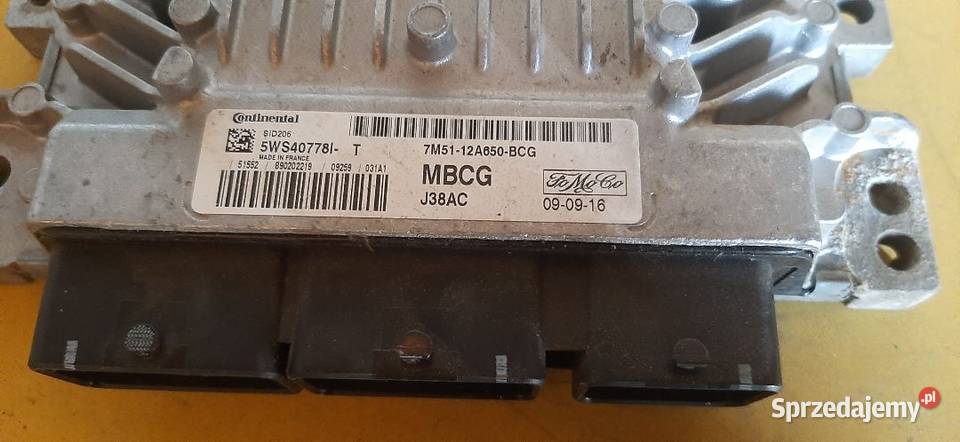 Continental
SID206
5WS40778I- T
MADE IN FRANCE
/ 51552 / 890202219 / 09259 / 031A1
7M51-12A650-BCG
MBCG
J38AC
FoMoCo
09-09-16
Sprzedajemy.pl